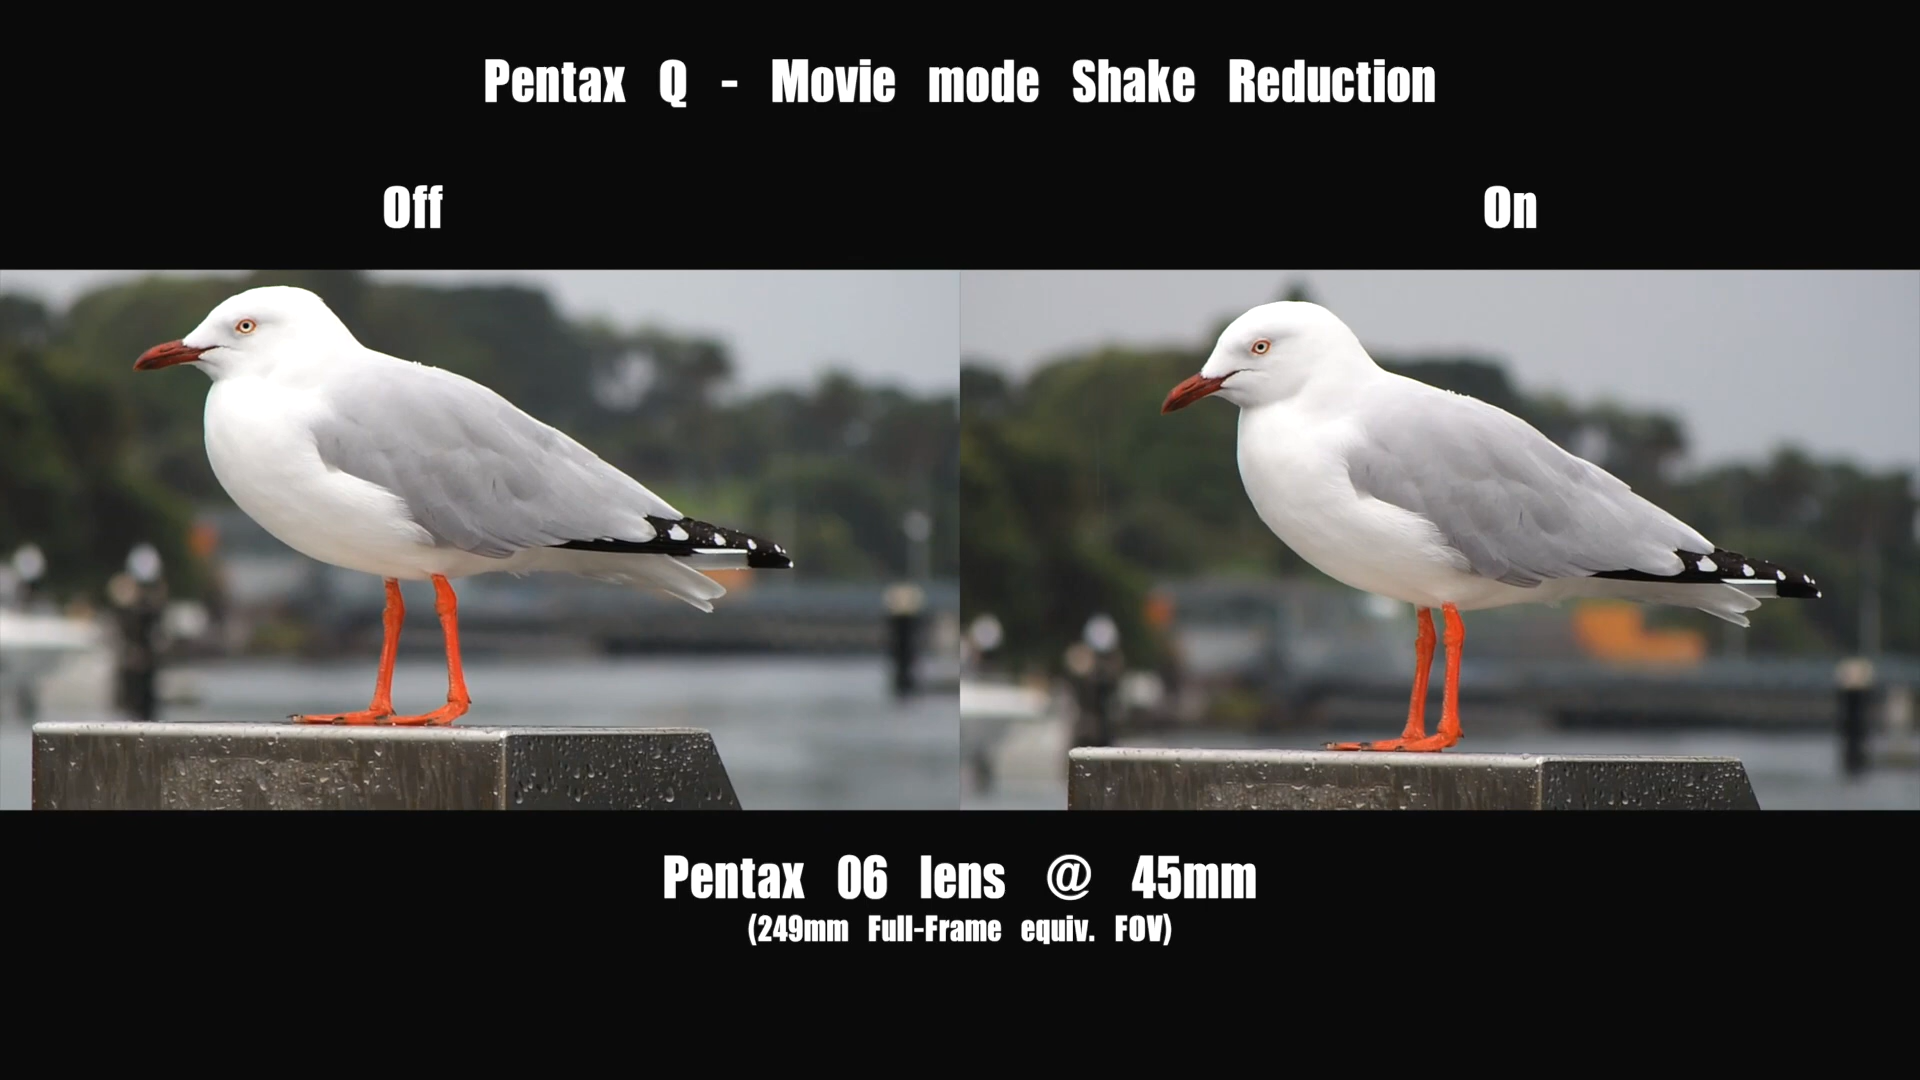 Pentax Q - Movie mode Shake Reduction
Off
On
Pentax 06 lens @ 45mm
(249mm Full-Frame equiv. FOV)